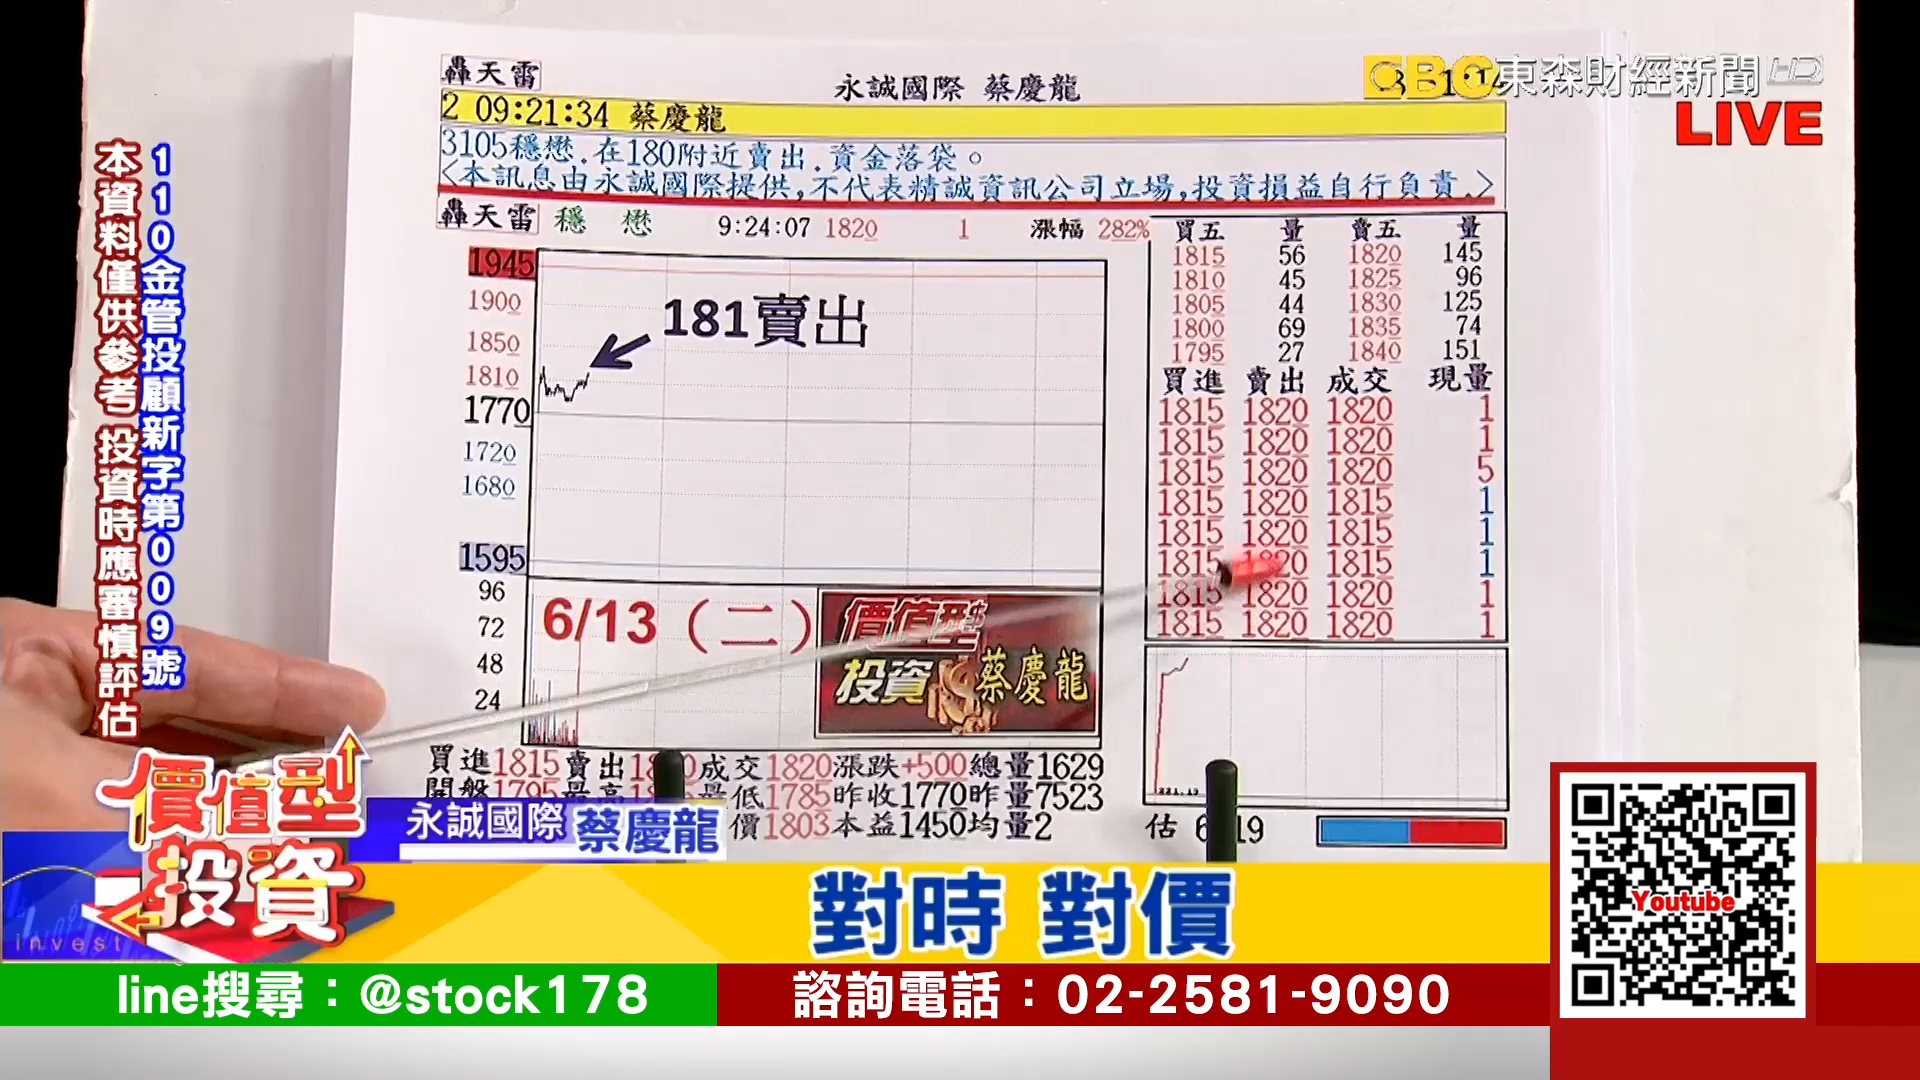 轟天雷
永誠國際 蔡慶龍
東森財經新聞 HD
LIVE
2 09:21:34 蔡慶龍
3105穩懋.在180附近賣出.資金落袋。
<本訊息由永誠國際提供,不代表精誠資訊公司立場,投資損益自行負責.>
轟天雷 穩 懋 9:24:07 1820 1 漲幅 282%
買五 量 賣五 量
1815 56 1820 145
1810 45 1825 96
1805 44 1830 125
1800 69 1835 74
1795 27 1840 151
買進 賣出 成交 現量
1815 1820 1820 1
1815 1820 1820 1
1815 1820 1820 5
1815 1820 1815 1
1815 1820 1815 1
1815 1820 1815 1
1815 1820 1820 1
1815 1820 1820 1
1945
1900
1850
1810
1770
1720
1680
1595
96
72
48
24
181賣出
6/13(二)
價值型
投資
蔡慶龍
買進1815賣出 成交1820漲跌+500總量1629
開盤1795最高 最低1785昨收1770昨量7523
價1803本益1450均量2
估
本資料僅供參考 投資時應審慎評估
110金管投顧新字第009號
價值型
投資
invest
永誠國際 蔡慶龍
對時 對價
line搜尋：@stock178
諮詢電話：02-2581-9090
Youtube